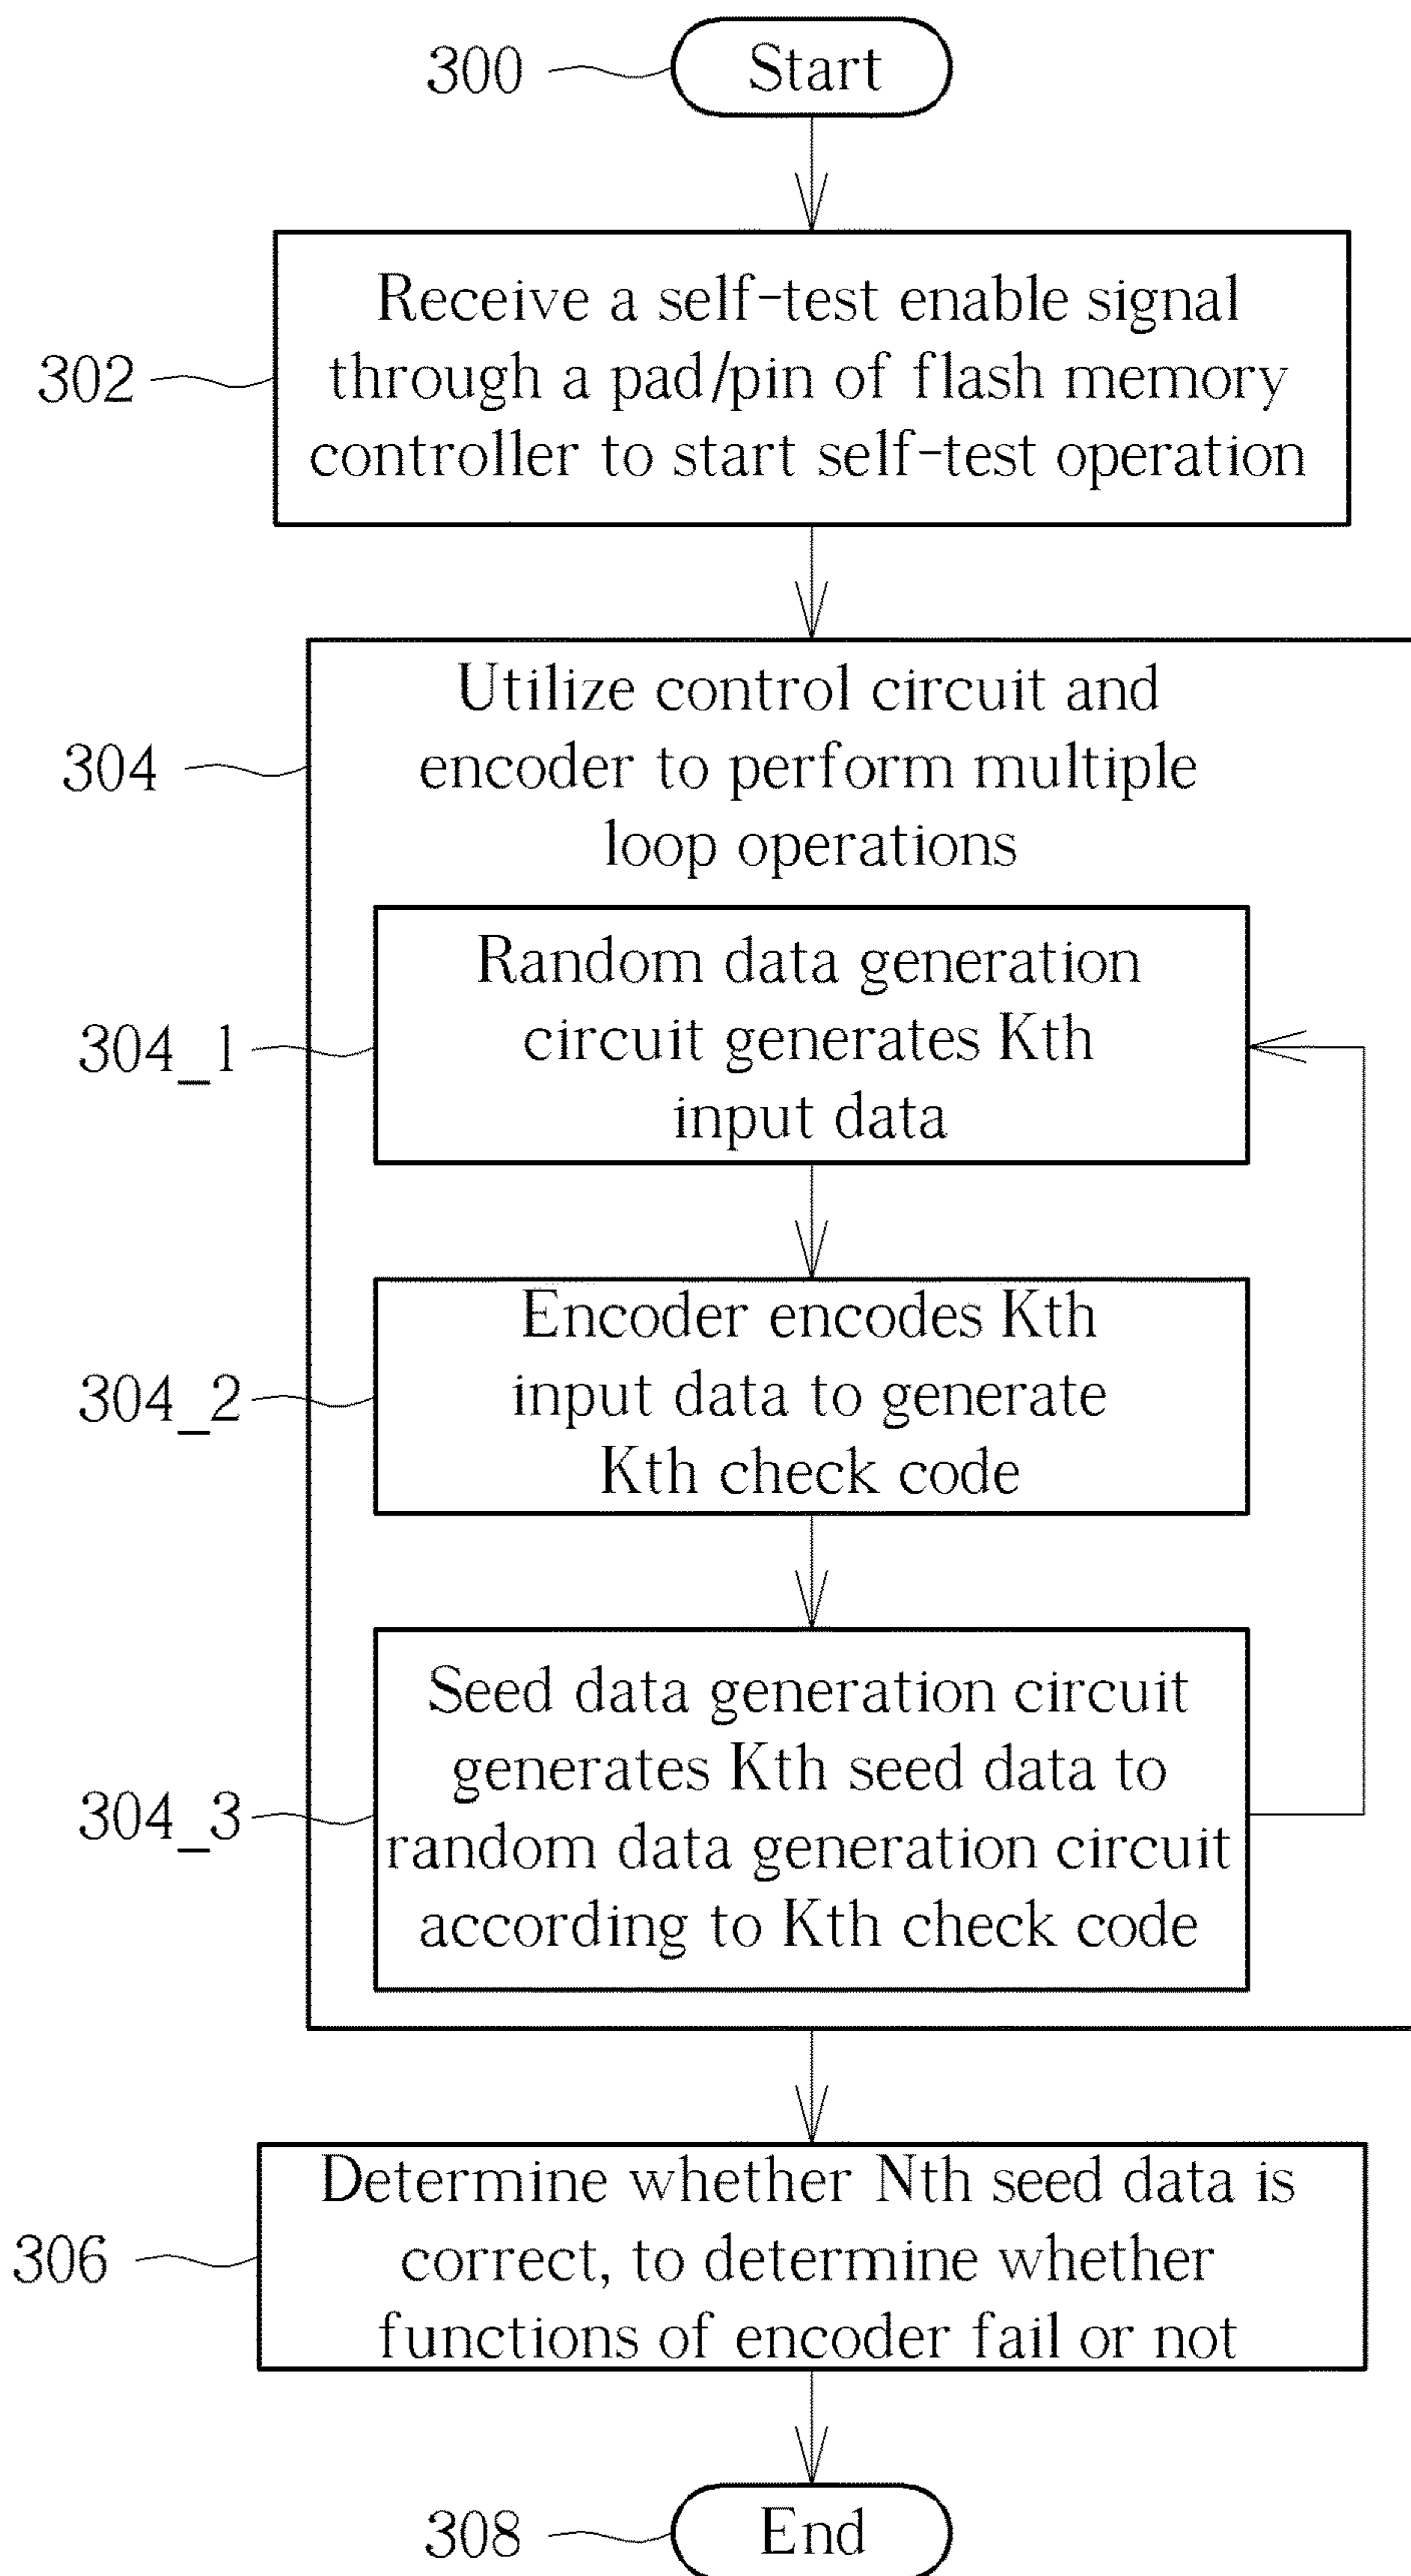 300
Start
302
Receive a self-test enable signal
through a pad/pin of flash memory
controller to start self-test operation
304
Utilize control circuit and
encoder to perform multiple
loop operations
304_1
Random data generation
circuit generates Kth
input data
304_2
Encoder encodes Kth
input data to generate
Kth check code
304_3
Seed data generation circuit
generates Kth seed data to
random data generation circuit
according to Kth check code
306
Determine whether Nth seed data is
correct, to determine whether
functions of encoder fail or not
308
End